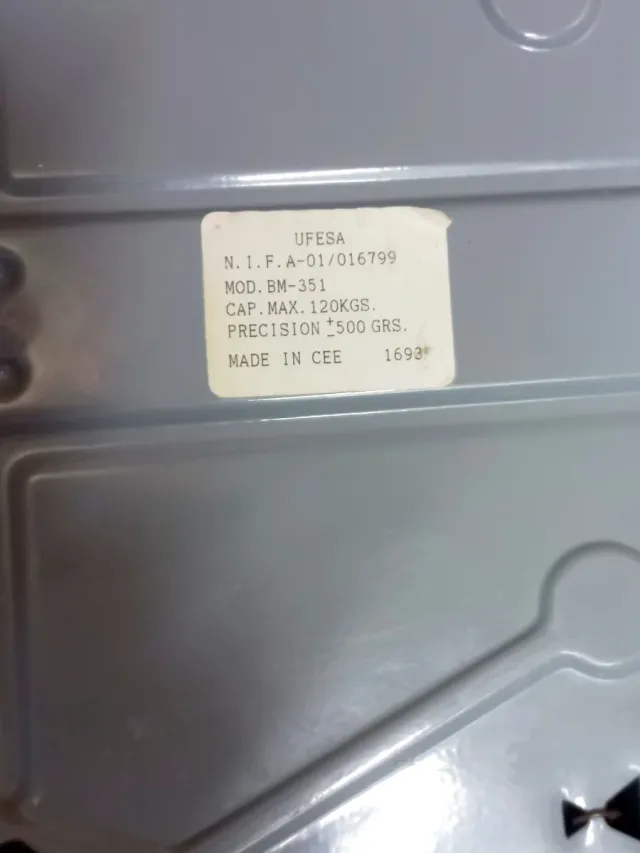 UFESA
N.I.F.A-01/016799
MOD.BM-351
CAP.MAX.120KGS.
PRECISION ±500 GRS.
MADE IN CEE 1693